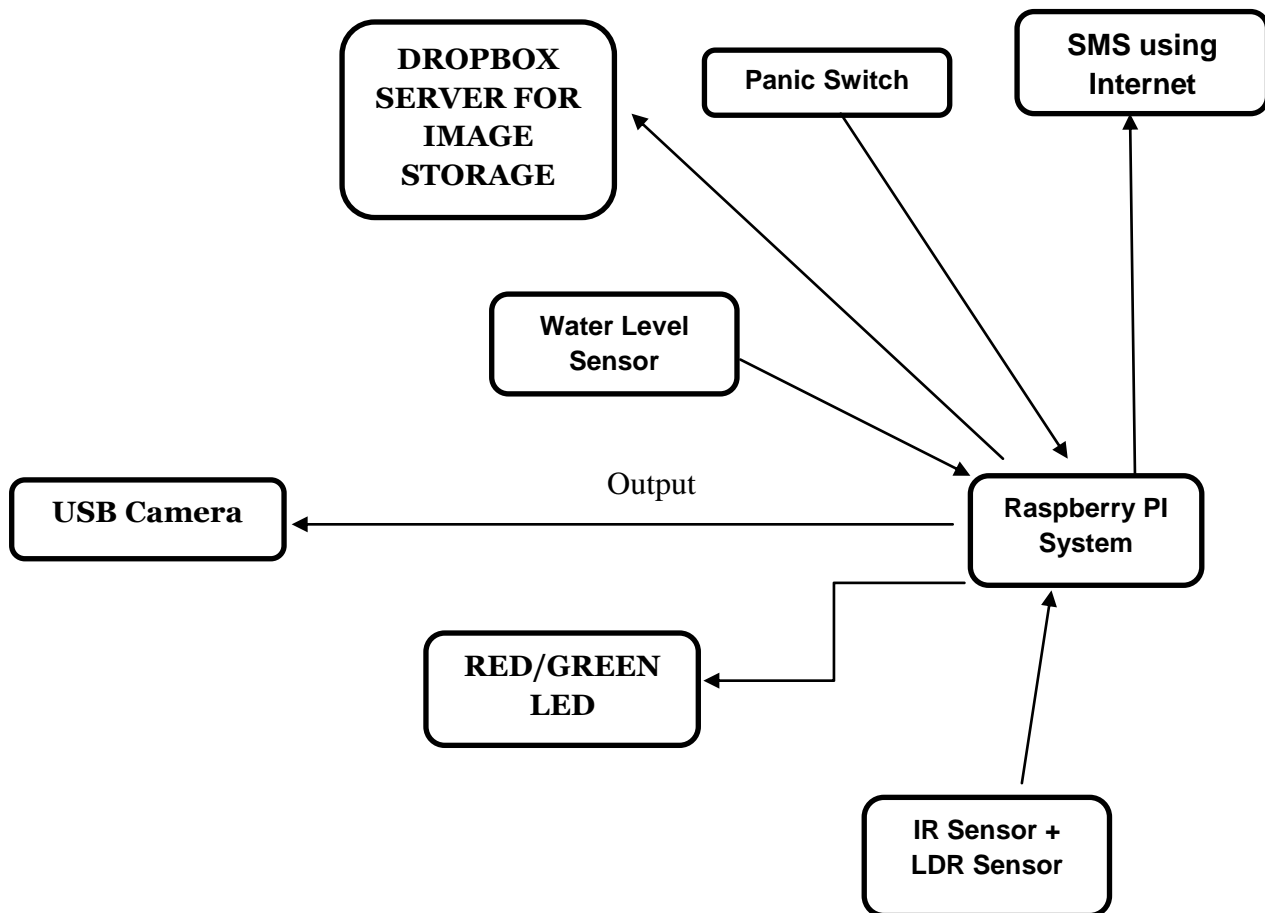 DROPBOX
SERVER FOR
IMAGE
STORAGE
Panic Switch
SMS using
Internet
Water Level
Sensor
Output
USB Camera
Raspberry PI
System
RED/GREEN
LED
IR Sensor +
LDR Sensor